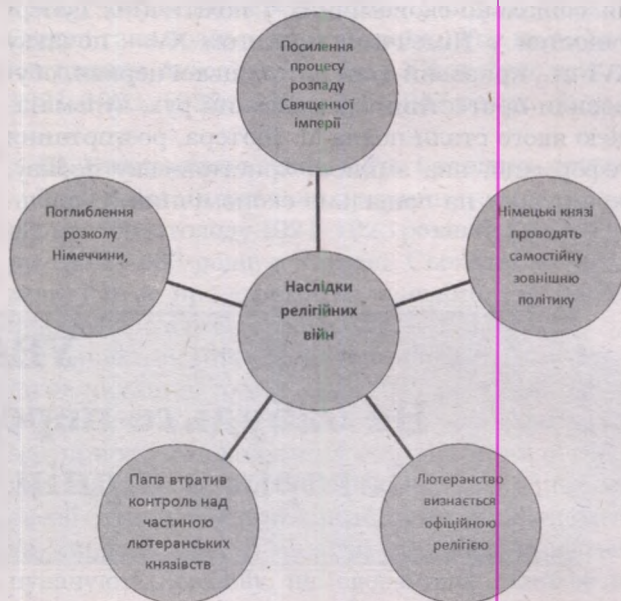 Посилення
процесу
розпаду
Священної
імперії
Поглиблення
розколу
Німеччини,
Німецькі князі
проводять
самостійну
зовнішню
політику
Наслідки
релігійних
війн
Папа втратив
контроль над
частиною
лютеранських
князівств
Лютеранство
визнається
офіційною
релігією